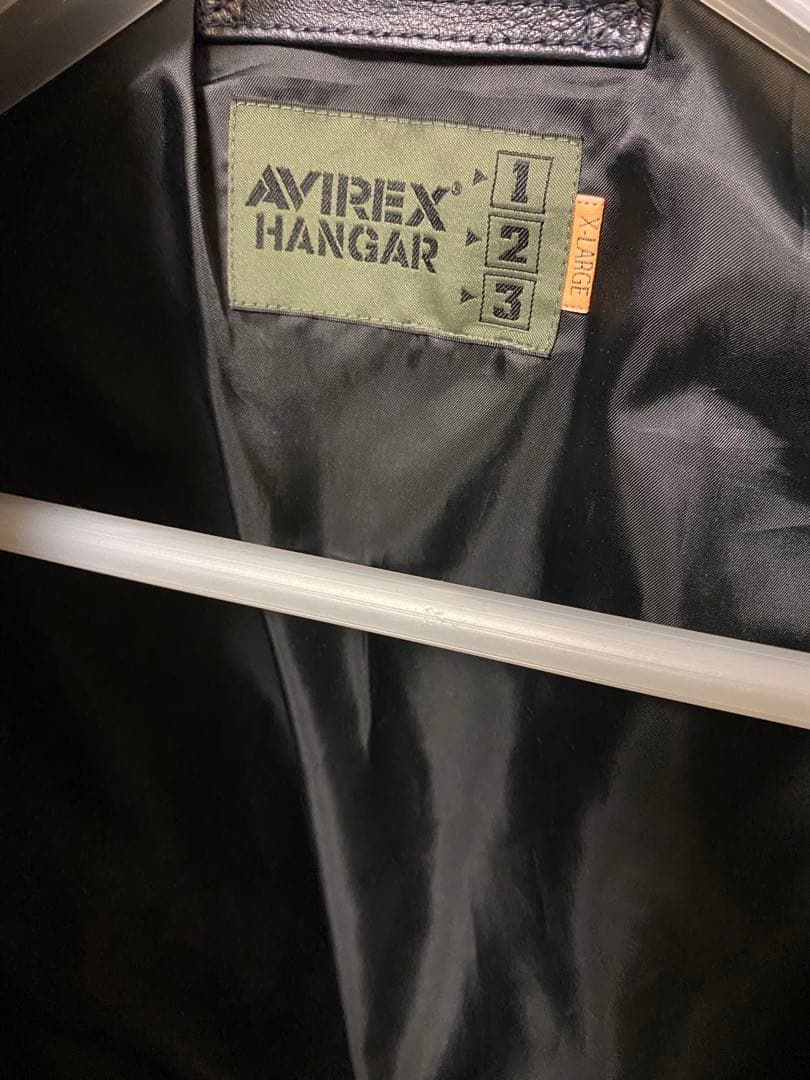 AVIREX®
HANGAR
1
2
3
X-LARGE